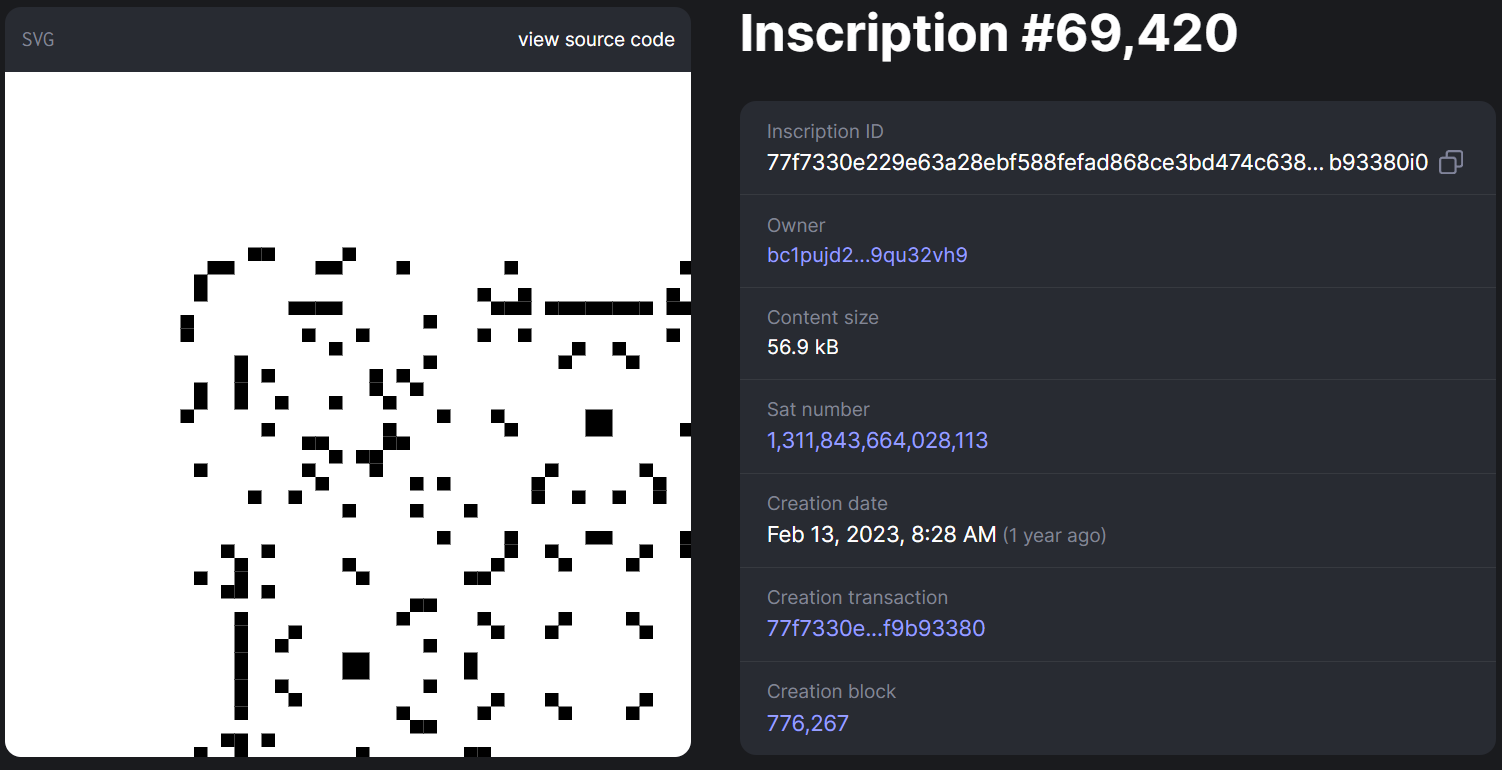 SVG
view source code
Inscription #69,420
Inscription ID
77f7330e229e63a28ebf588fefad868ce3bd474c638... b93380i0
Owner
bc1pujd2...9qu32vh9
Content size
56.9 kB
Sat number
1,311,843,664,028,113
Creation date
Feb 13, 2023, 8:28 AM (1 year ago)
Creation transaction
77f7330e...f9b93380
Creation block
776,267